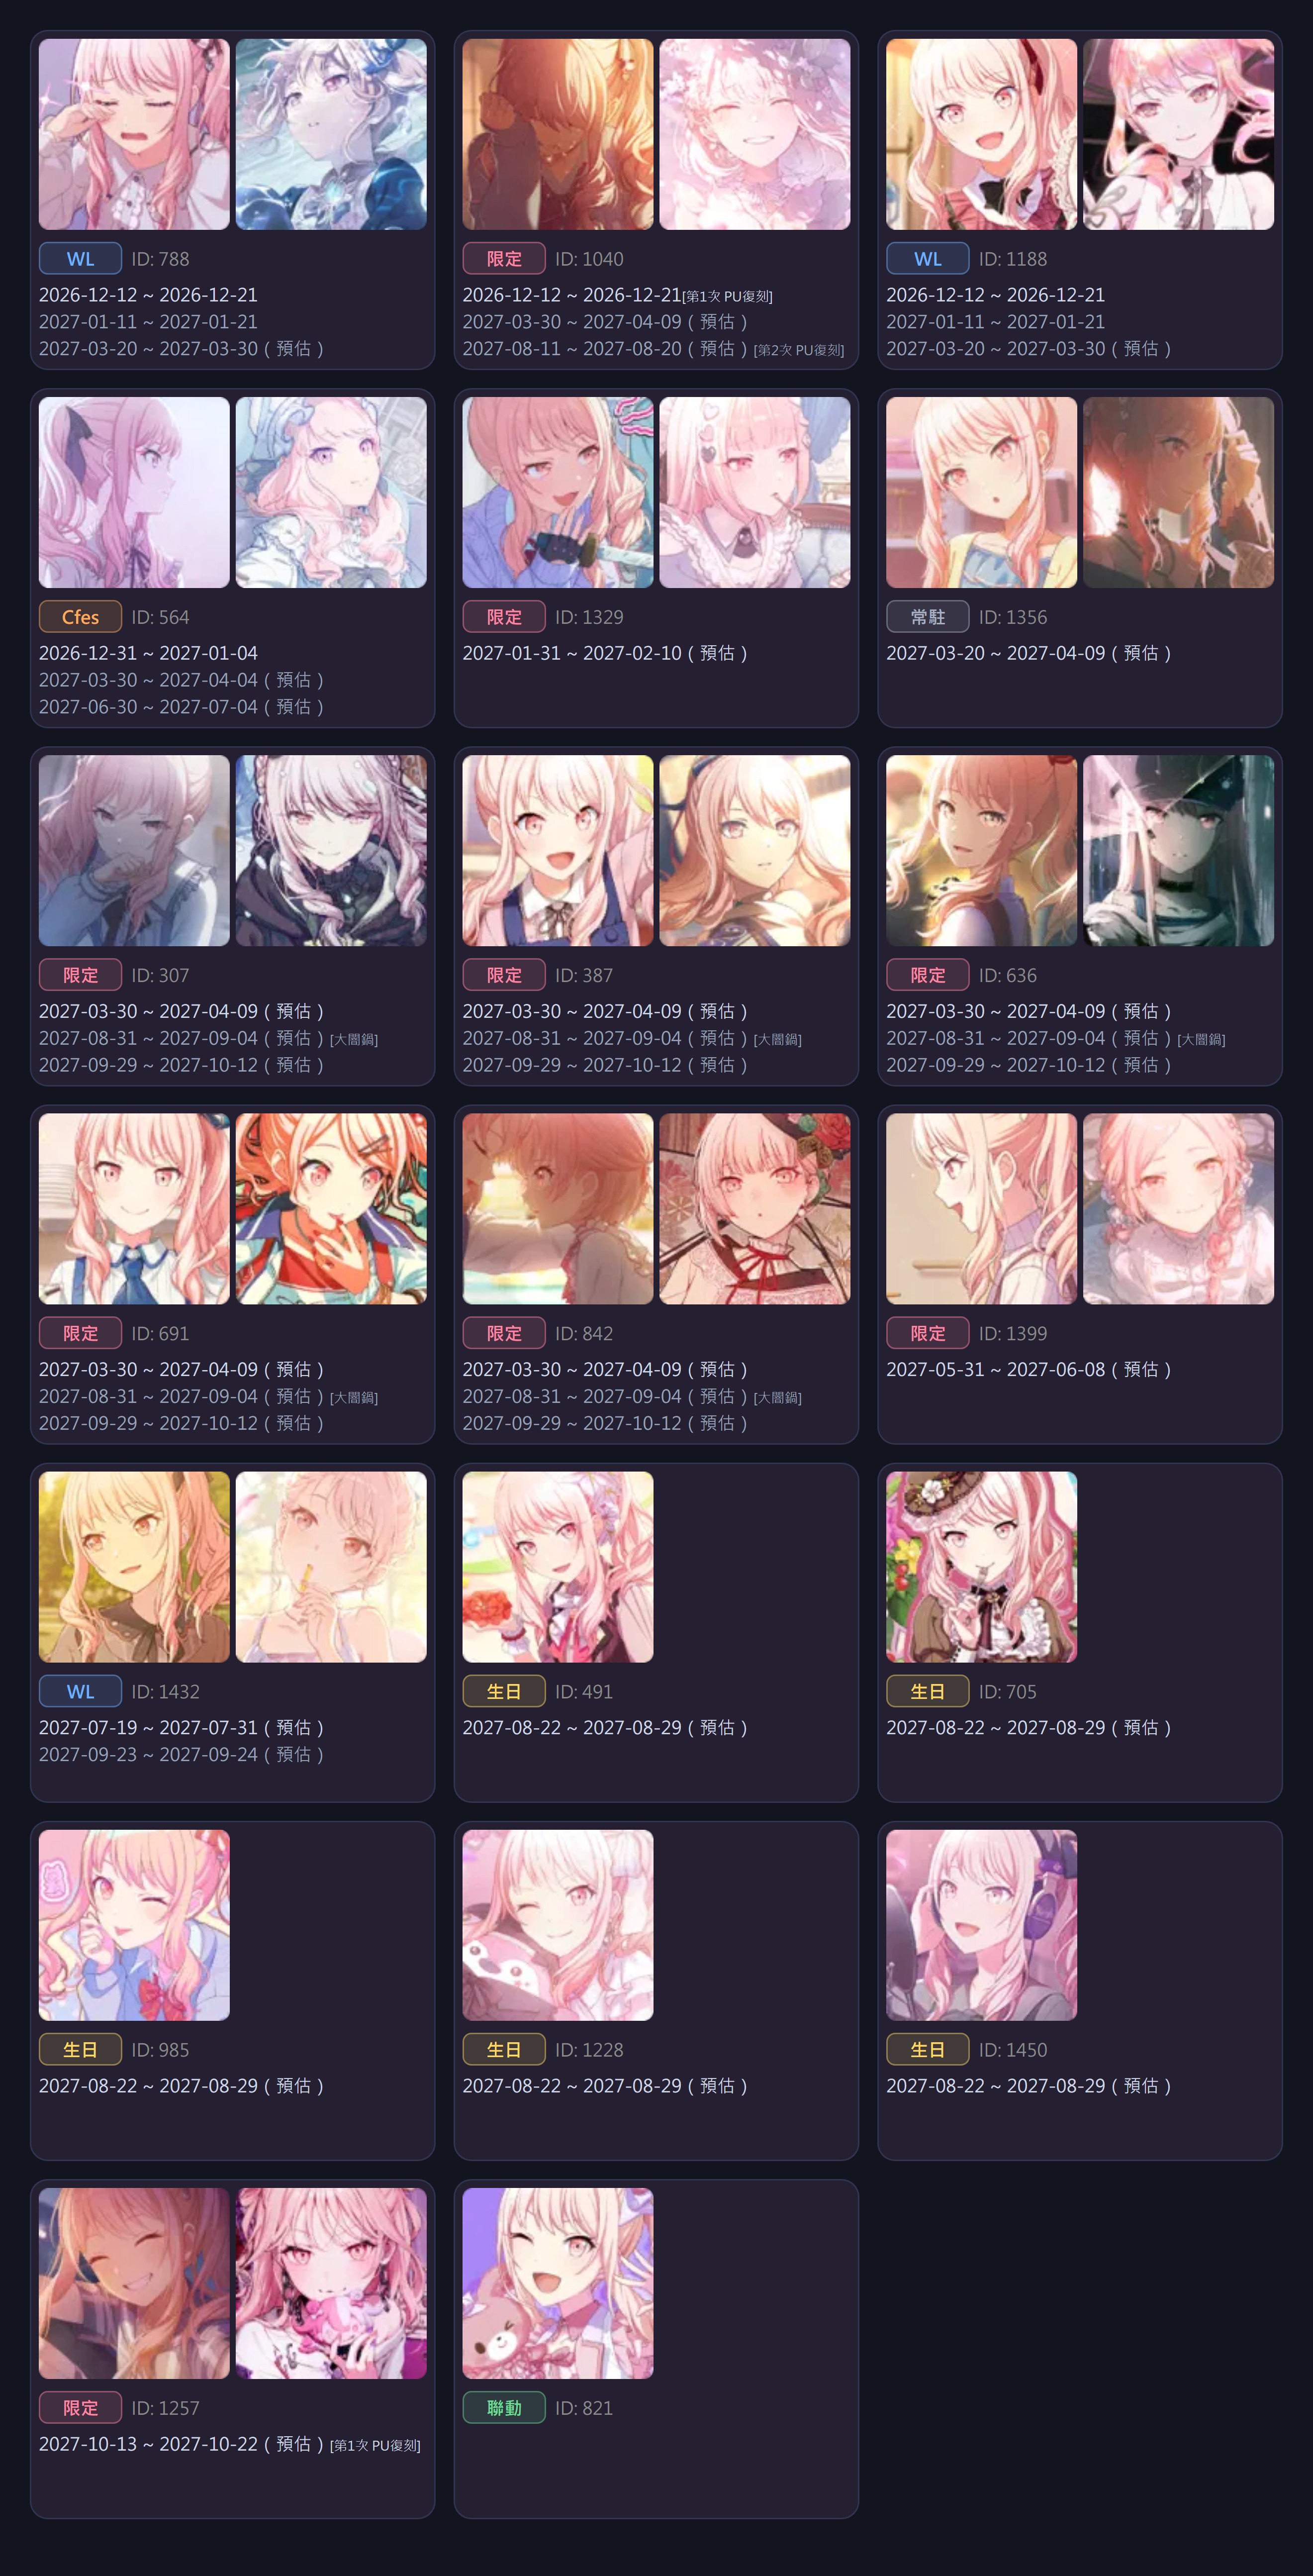 WL ID: 788
2026-12-12 ~ 2026-12-21
2027-01-11 ~ 2027-01-21
2027-03-20 ~ 2027-03-30 ( 預估 )
限定 ID: 1040
2026-12-12 ~ 2026-12-21[第1次 PU復刻]
2027-03-30 ~ 2027-04-09 ( 預估 )
2027-08-11 ~ 2027-08-20 ( 預估 ) [第2次 PU復刻]
WL ID: 1188
2026-12-12 ~ 2026-12-21
2027-01-11 ~ 2027-01-21
2027-03-20 ~ 2027-03-30 ( 預估 )
Cfes ID: 564
2026-12-31 ~ 2027-01-04
2027-03-30 ~ 2027-04-04 ( 預估 )
2027-06-30 ~ 2027-07-04 ( 預估 )
限定 ID: 1329
2027-01-31 ~ 2027-02-10 ( 預估 )
常駐 ID: 1356
2027-03-20 ~ 2027-04-09 ( 預估 )
限定 ID: 307
2027-03-30 ~ 2027-04-09 ( 預估 )
2027-08-31 ~ 2027-09-04 ( 預估 ) [大闇鍋]
2027-09-29 ~ 2027-10-12 ( 預估 )
限定 ID: 387
2027-03-30 ~ 2027-04-09 ( 預估 )
2027-08-31 ~ 2027-09-04 ( 預估 ) [大闇鍋]
2027-09-29 ~ 2027-10-12 ( 預估 )
限定 ID: 636
2027-03-30 ~ 2027-04-09 ( 預估 )
2027-08-31 ~ 2027-09-04 ( 預估 ) [大闇鍋]
2027-09-29 ~ 2027-10-12 ( 預估 )
限定 ID: 691
2027-03-30 ~ 2027-04-09 ( 預估 )
2027-08-31 ~ 2027-09-04 ( 預估 ) [大闇鍋]
2027-09-29 ~ 2027-10-12 ( 預估 )
限定 ID: 842
2027-03-30 ~ 2027-04-09 ( 預估 )
2027-08-31 ~ 2027-09-04 ( 預估 ) [大闇鍋]
2027-09-29 ~ 2027-10-12 ( 預估 )
限定 ID: 1399
2027-05-31 ~ 2027-06-08 ( 預估 )
WL ID: 1432
2027-07-19 ~ 2027-07-31 ( 預估 )
2027-09-23 ~ 2027-09-24 ( 預估 )
生日 ID: 491
2027-08-22 ~ 2027-08-29 ( 預估 )
生日 ID: 705
2027-08-22 ~ 2027-08-29 ( 預估 )
生日 ID: 985
2027-08-22 ~ 2027-08-29 ( 預估 )
生日 ID: 1228
2027-08-22 ~ 2027-08-29 ( 預估 )
生日 ID: 1450
2027-08-22 ~ 2027-08-29 ( 預估 )
限定 ID: 1257
2027-10-13 ~ 2027-10-22 ( 預估 ) [第1次 PU復刻]
聯動 ID: 821